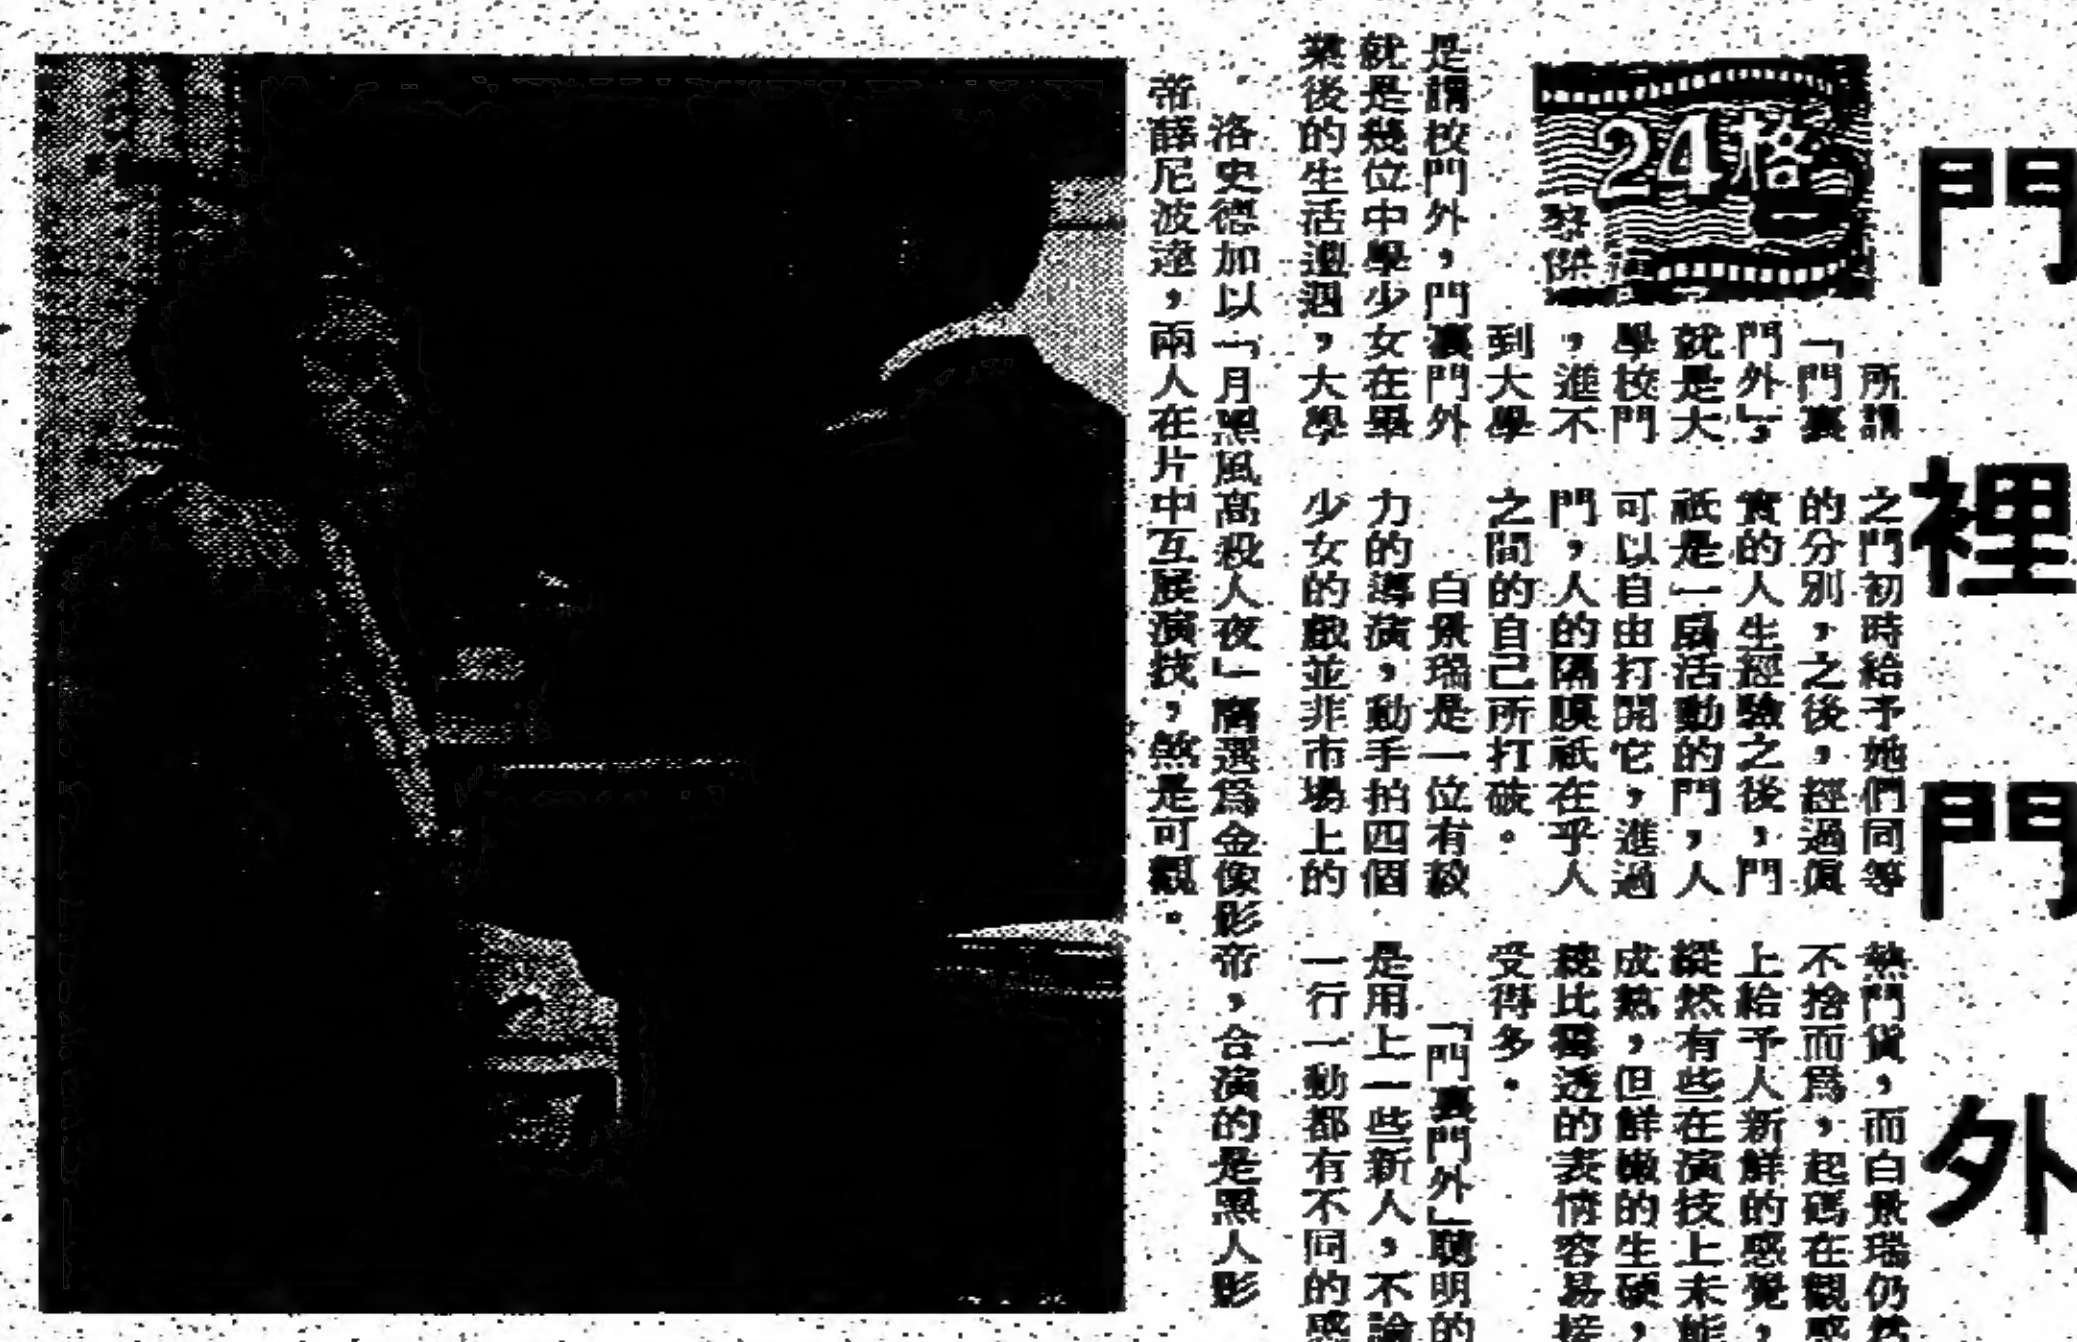 門裡門外
24格
黎傑
所謂
「門裏
門外」,
就是大
學校門
,進不
到大學
是謂校門外,門裏門外
就是幾位中學少女在畢
業後的生活遭遇,大學
之門初時給予她們同等
的分別,之後,經過眞
實的人生經驗之後,門
祇是一扇活動的門,人
可以自由打開它,進過
門,人的隔膜祇在乎人
之間的自己所打破。
白景瑞是一位有
力的導演,動手拍四個
少女的戲並非市場上的
熱門貨,而白景瑞仍然
不捨而爲,起碼在觀感
上給予人新鮮的感覺,
縱然有些在演技上未能
成熟,但鮮嫩的生硬,
總比透的表情容易接
受得多。
「門裏門外」聰明的
是用上一些新人,不論
一行一動都有不同的感
洛史德加以「月黑風高殺人夜」一片當選爲金像影帝,合演的是黑人影
帝薛尼波達,兩人在片中互展演技,煞是可觀。